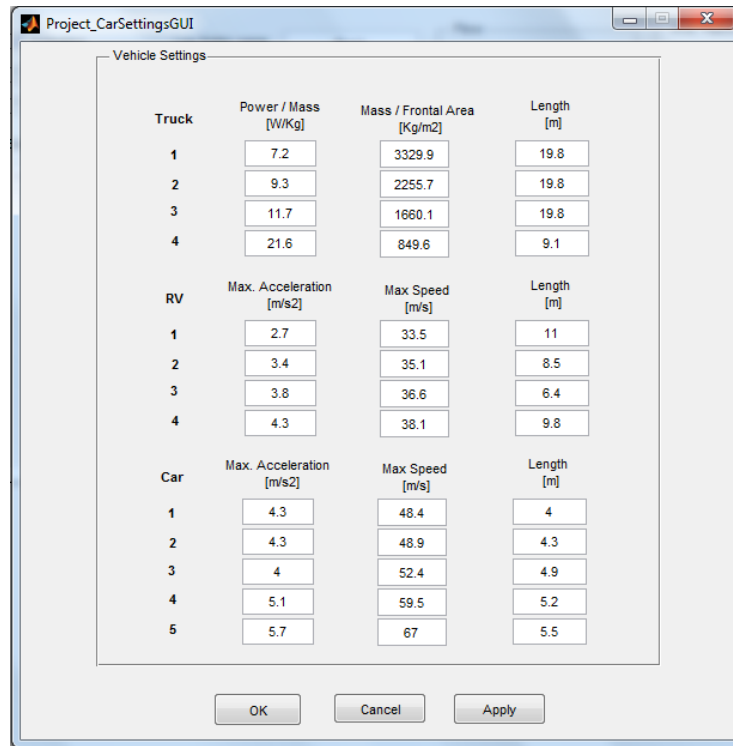 Project_CarSettingsGUI
Vehicle Settings
Truck Power / Mass Mass / Frontal Area Length
[W/Kg] [Kg/m2] [m]
1 7.2 3329.9 19.8
2 9.3 2255.7 19.8
3 11.7 1660.1 19.8
4 21.6 849.6 9.1
RV Max. Acceleration Max Speed Length
[m/s2] [m/s] [m]
1 2.7 33.5 11
2 3.4 35.1 8.5
3 3.8 36.6 6.4
4 4.3 38.1 9.8
Car Max. Acceleration Max Speed Length
[m/s2] [m/s] [m]
1 4.3 48.4 4
2 4.3 48.9 4.3
3 4 52.4 4.9
4 5.1 59.5 5.2
5 5.7 67 5.5
OK Cancel Apply